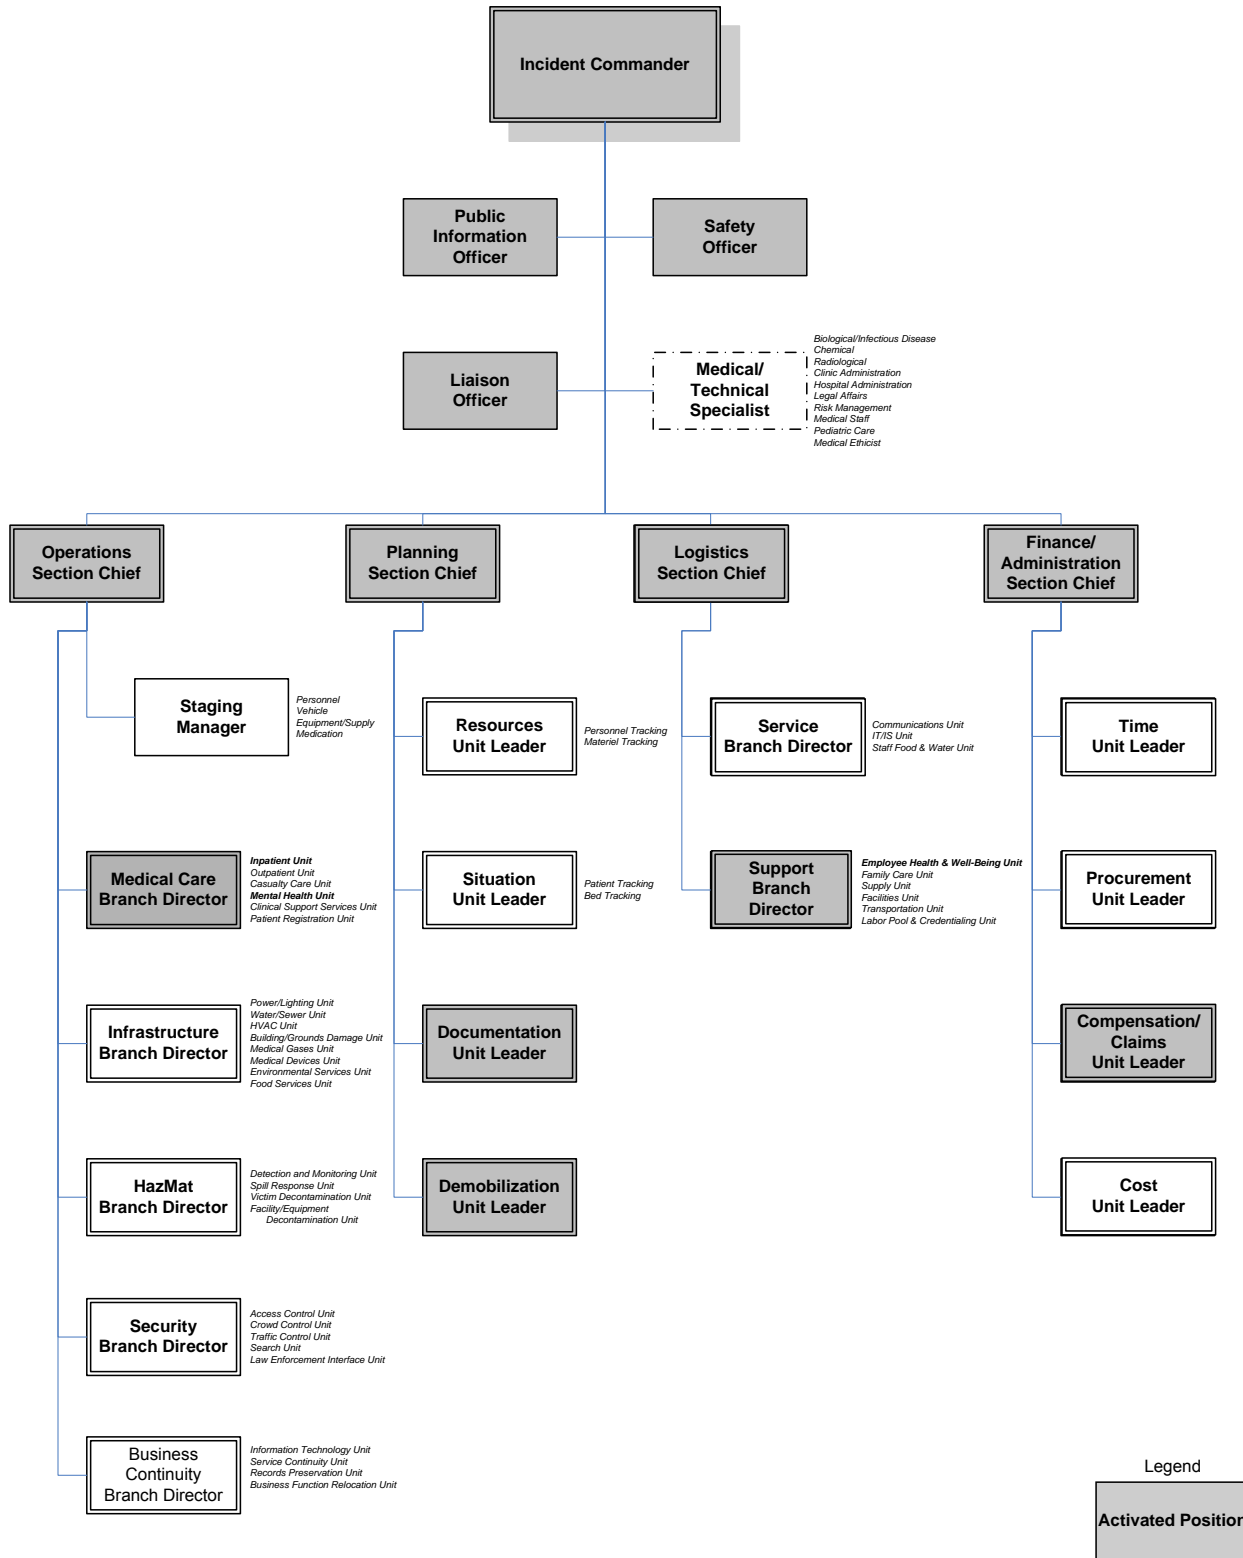 Incident Commander
Public
Information
Officer
Safety
Officer
Liaison
Officer
Medical/
Technical
Specialist
Biological/Infectious Disease
Chemical
Radiological
Clinic Administration
Hospital Administration
Legal Affairs
Risk Management
Medical Staff
Pediatric Care
Medical Ethicist
Operations
Section Chief
Planning
Section Chief
Logistics
Section Chief
Finance/
Administration
Section Chief
Staging
Manager
Personnel
Vehicle
Equipment/Supply
Medication
Resources
Unit Leader
Personnel Tracking
Materiel Tracking
Service
Branch Director
Communications Unit
IT/IS Unit
Staff Food & Water Unit
Time
Unit Leader
Medical Care
Branch Director
Inpatient Unit
Outpatient Unit
Casualty Care Unit
Mental Health Unit
Clinical Support Services Unit
Patient Registration Unit
Situation
Unit Leader
Patient Tracking
Bed Tracking
Support
Branch
Director
Employee Health & Well-Being Unit
Family Care Unit
Supply Unit
Facilities Unit
Transportation Unit
Labor Pool & Credentialing Unit
Procurement
Unit Leader
Infrastructure
Branch Director
Power/Lighting Unit
Water/Sewer Unit
HVAC Unit
Building/Grounds Damage Unit
Medical Gases Unit
Medical Devices Unit
Environmental Services Unit
Food Services Unit
Documentation
Unit Leader
Compensation/
Claims
Unit Leader
HazMat
Branch Director
Detection and Monitoring Unit
Spill Response Unit
Victim Decontamination Unit
Facility/Equipment
Decontamination Unit
Demobilization
Unit Leader
Cost
Unit Leader
Security
Branch Director
Access Control Unit
Crowd Control Unit
Traffic Control Unit
Search Unit
Law Enforcement Interface Unit
Business
Continuity
Branch Director
Information Technology Unit
Service Continuity Unit
Records Preservation Unit
Business Function Relocation Unit
Legend
Activated Position